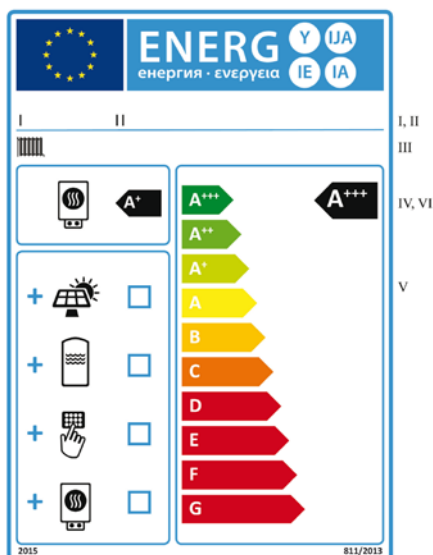 ENERG Y IJA
енергия · ενεργεια IE IA
I II I, II
III
A+ A+++ A+++ IV, VI
A++
A+
A V
B
+
C
+
D
+
E
F
+
G
2015 811/2013